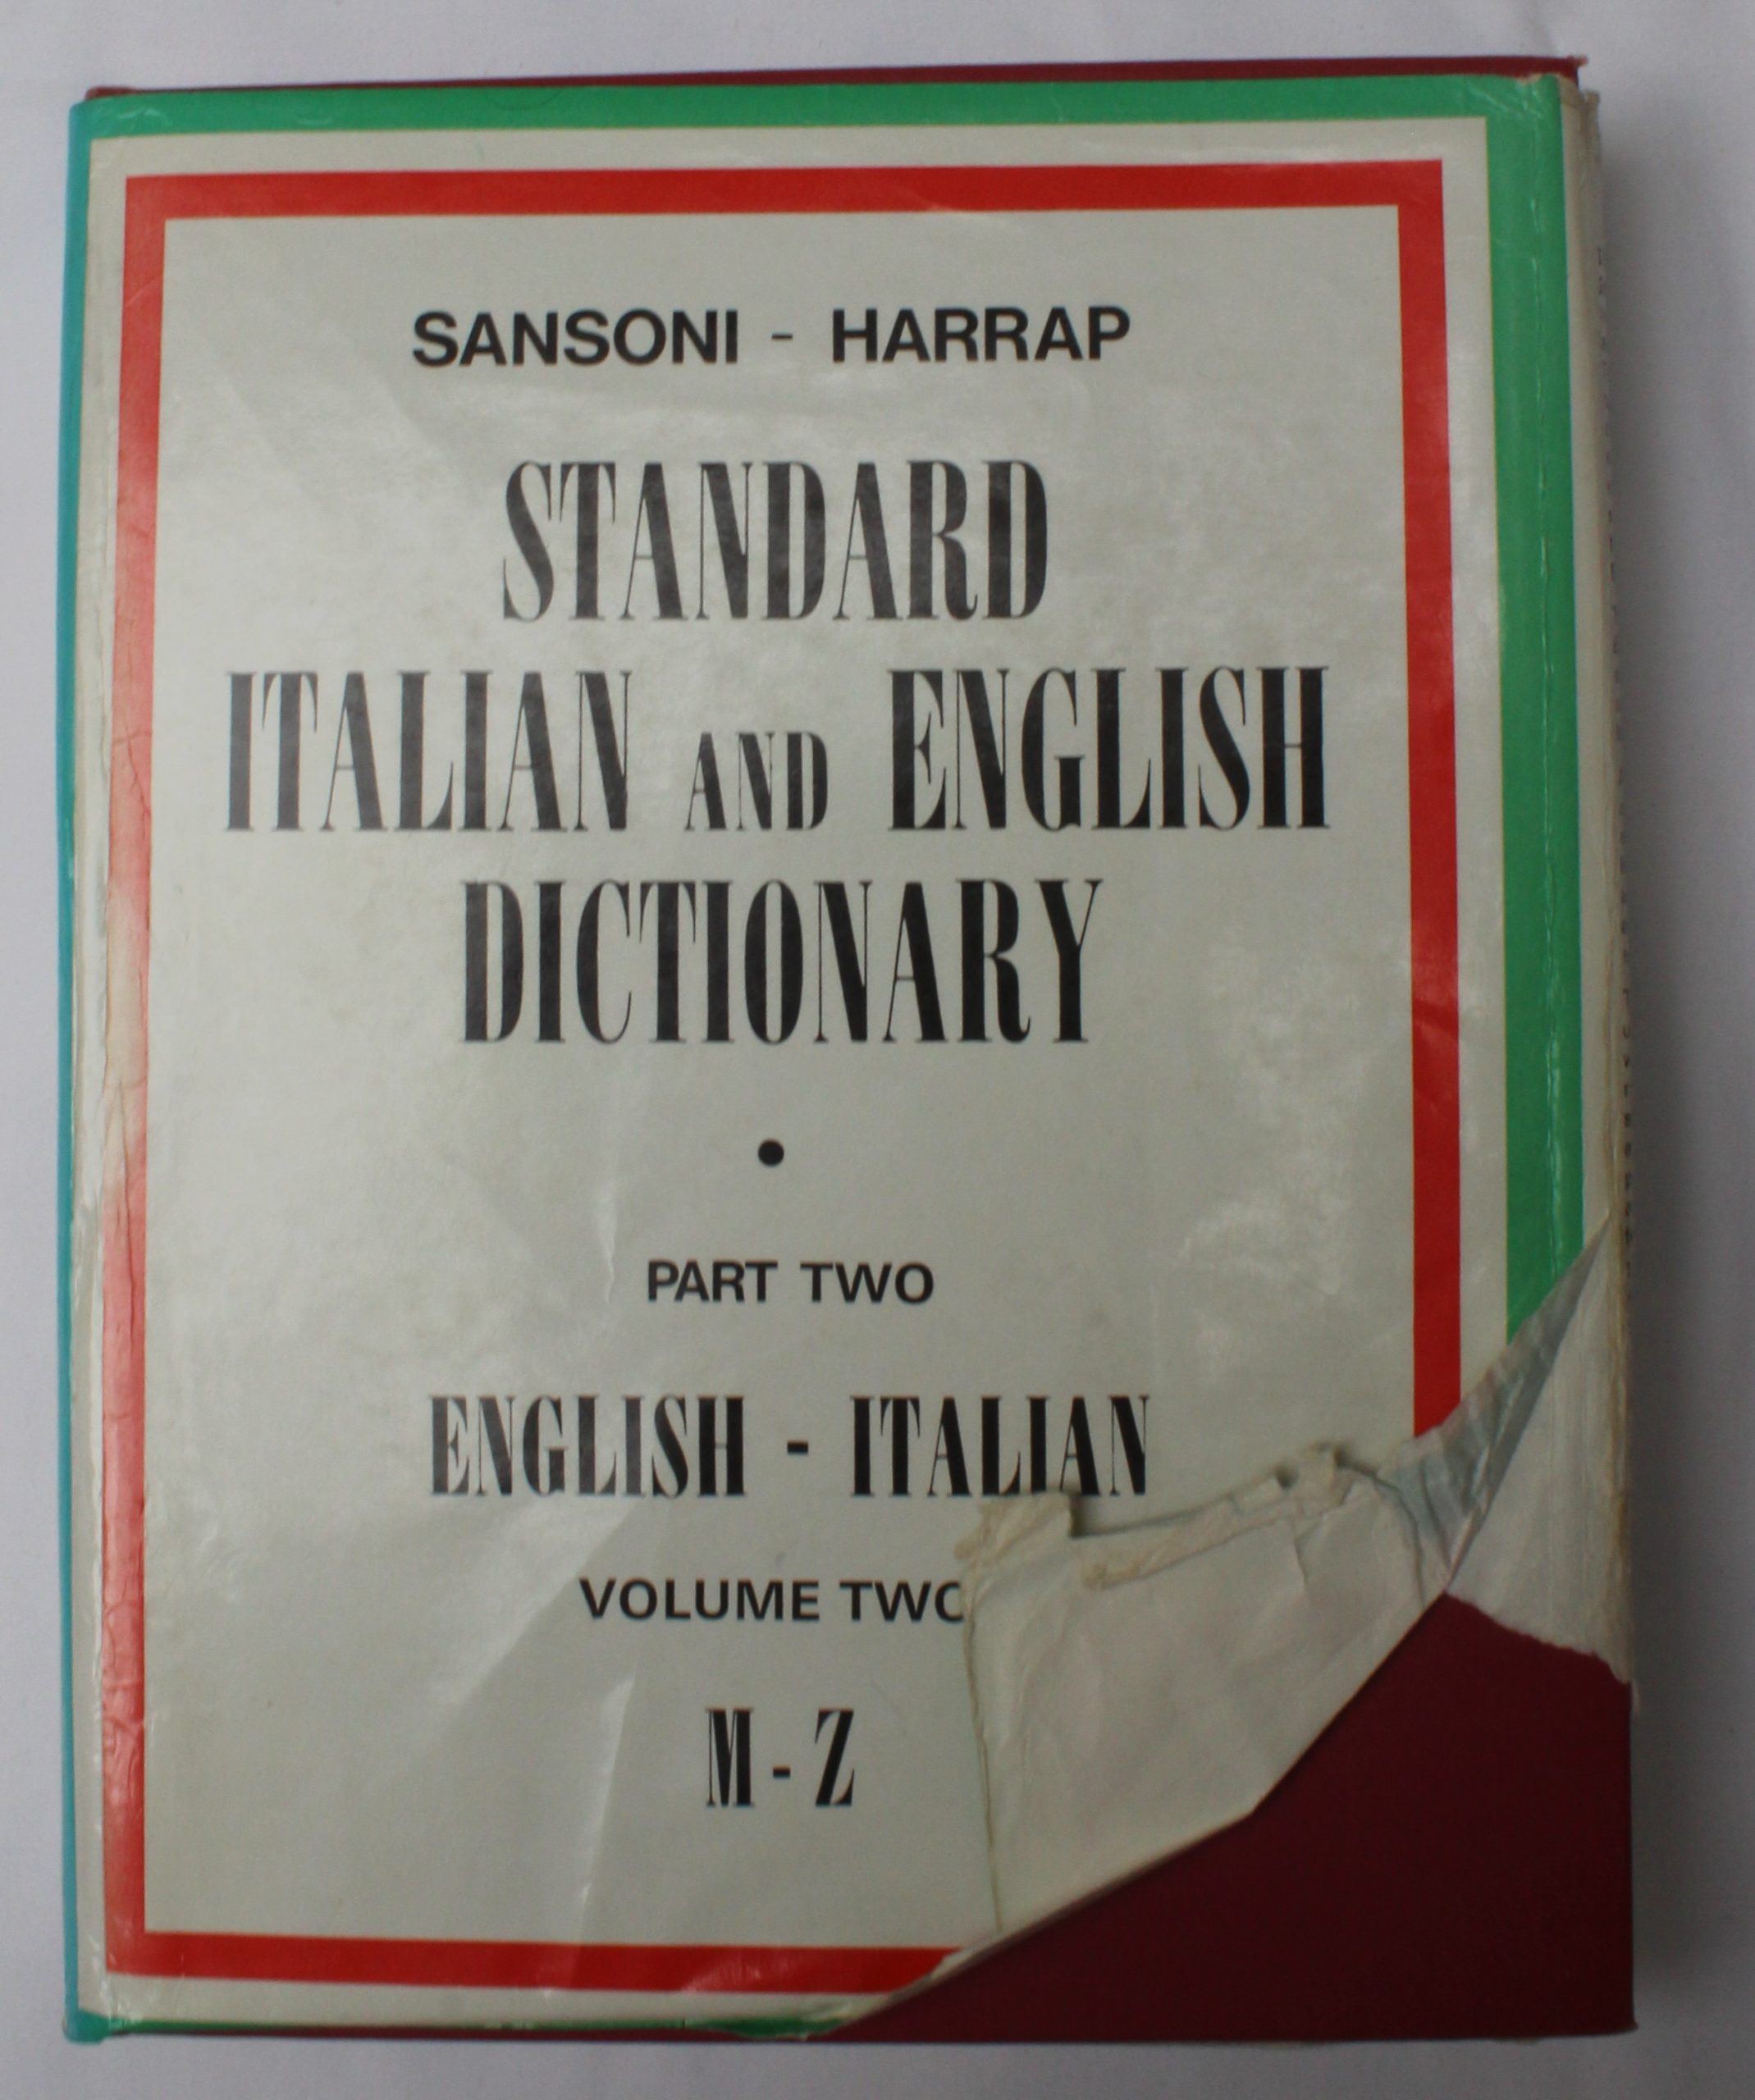 SANSONI - HARRAP
STANDARD
ITALIAN AND ENGLISH
DICTIONARY
•
PART TWO
ENGLISH - ITALIAN
VOLUME TWO
M - Z